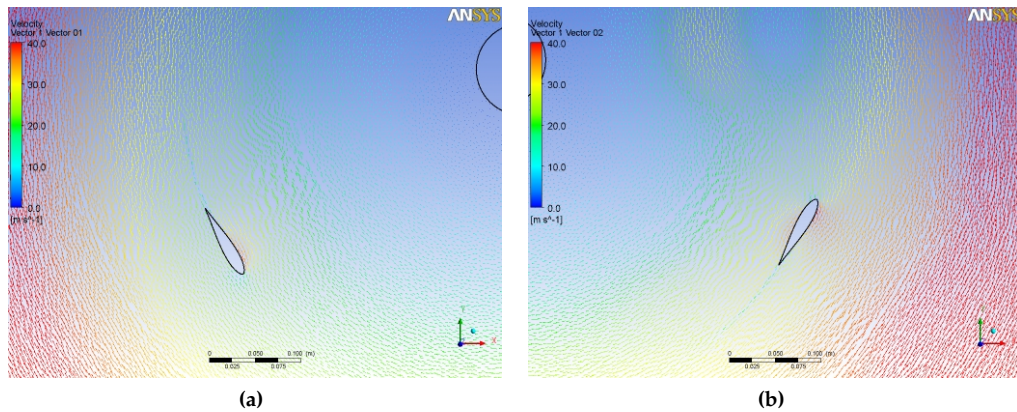 ANSYS
Velocity
Vector 1 Vector 01
40.0
30.0
20.0
10.0
0.0
[m s^-1]
0 0.050 0.100 (m)
0.025 0.075
Y
X
(a)
ANSYS
Velocity
Vector 1 Vector 02
40.0
30.0
20.0
10.0
0.0
[m s^-1]
0 0.050 0.100 (m)
0.025 0.075
(b)